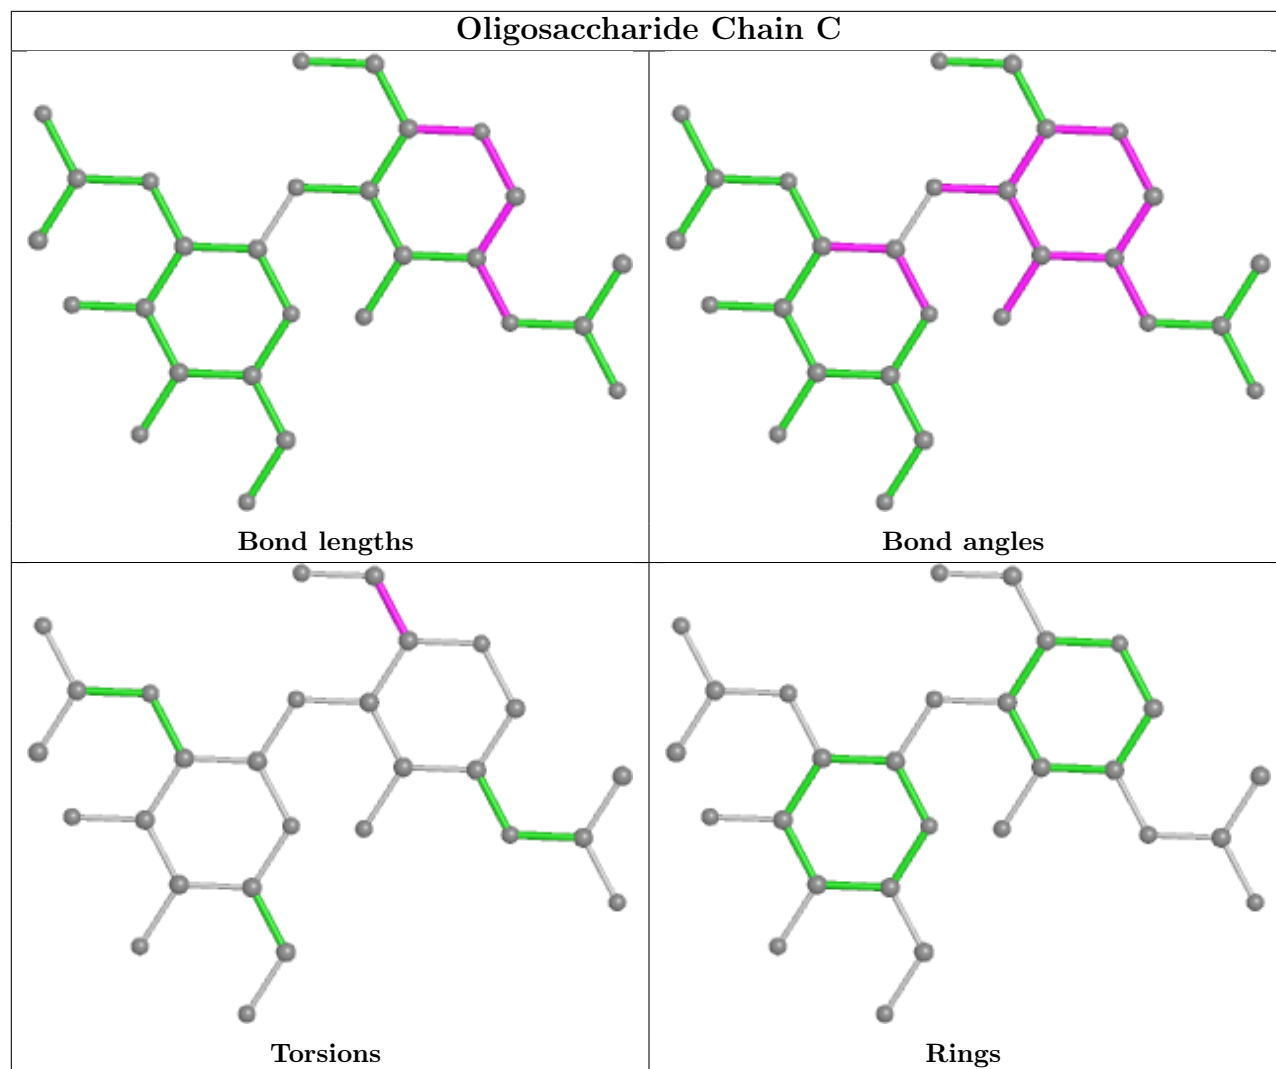 Oligosaccharide Chain C
Bond lengths
Bond angles
Torsions
Rings